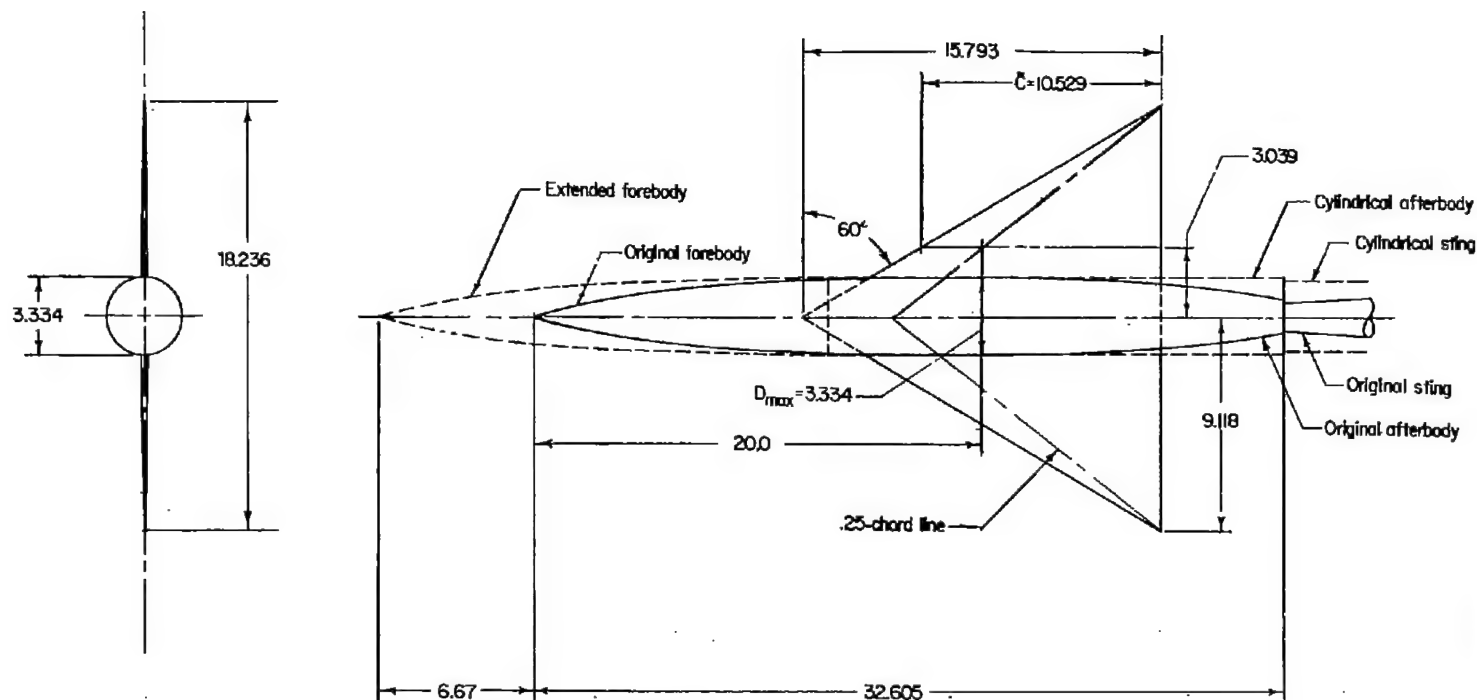 15.793
c̄=10.529
3.039
Extended forebody
Cylindrical afterbody
60°
Cylindrical sting
18.236
Original forebody
3.334
Dmax=3.334
Original sting
9.118
20.0
Original afterbody
.25-chord line
6.67
32.605